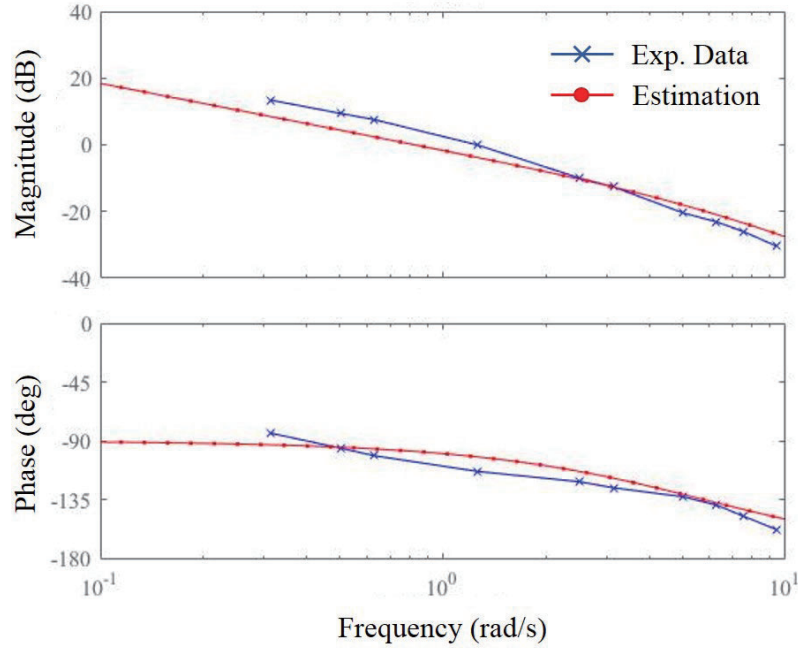 40
20
0
-20
-40
Magnitude (dB)
Exp. Data
Estimation
0
-45
-90
-135
-180
Phase (deg)
10^-1
10^0
10^1
Frequency (rad/s)